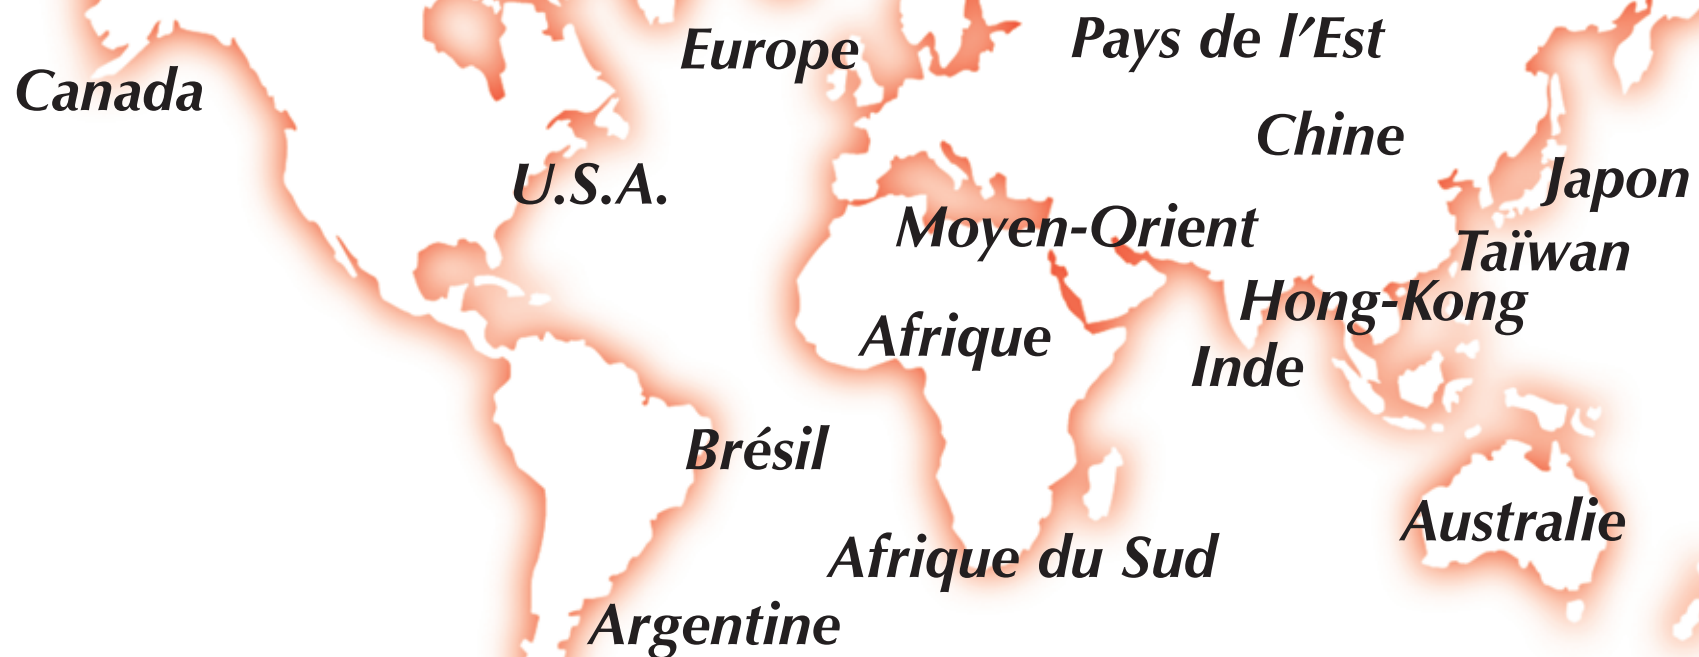 Europe
Pays de l’Est
Canada
Chine
U.S.A.
Japon
Moyen-Orient
Taïwan
Hong-Kong
Afrique
Inde
Brésil
Australie
Afrique du Sud
Argentine